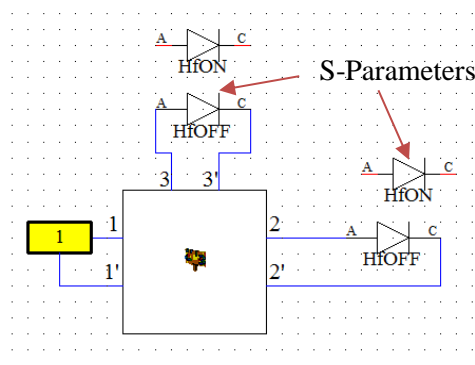 A C
HfON
S-Parameters
A C
HfOFF
3 3'
A C
HfON
1 1 2 A C
HfOFF
1' 2'